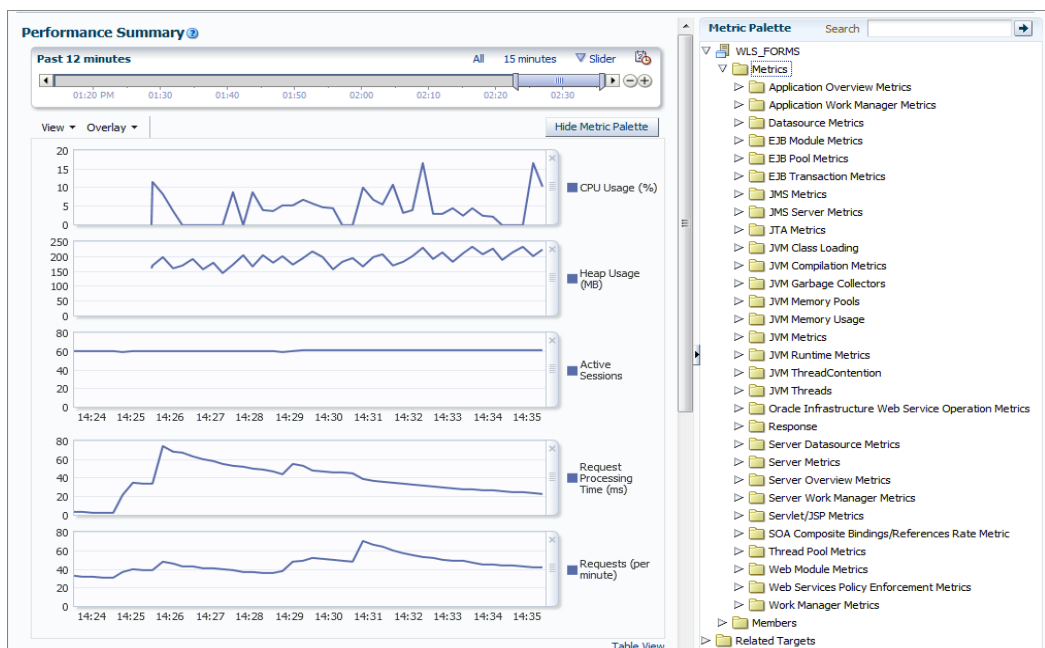 Performance Summary
Past 12 minutes All 15 minutes Slider
01:20 PM 01:30 01:40 01:50 02:00 02:10 02:20 02:30
View Overlay Hide Metric Palette
20
15
10
5
0
CPU Usage (%)
250
200
150
100
50
0
Heap Usage
(MB)
80
60
40
20
0
Active
Sessions
14:24 14:25 14:26 14:27 14:28 14:29 14:30 14:31 14:32 14:33 14:34 14:35
80
60
40
20
0
Request
Processing
Time (ms)
80
60
40
20
0
Requests (per
minute)
14:24 14:25 14:26 14:27 14:28 14:29 14:30 14:31 14:32 14:33 14:34 14:35
Table View
Metric Palette Search
WLS_FORMS
Metrics
Application Overview Metrics
Application Work Manager Metrics
Datasource Metrics
EJB Module Metrics
EJB Pool Metrics
EJB Transaction Metrics
JMS Metrics
JMS Server Metrics
JTA Metrics
JVM Class Loading
JVM Compilation Metrics
JVM Garbage Collectors
JVM Memory Pools
JVM Memory Usage
JVM Metrics
JVM Runtime Metrics
JVM ThreadContention
JVM Threads
Oracle Infrastructure Web Service Operation Metrics
Response
Server Datasource Metrics
Server Metrics
Server Overview Metrics
Server Work Manager Metrics
Servlet/JSP Metrics
SOA Composite Bindings/References Rate Metric
Thread Pool Metrics
Web Module Metrics
Web Services Policy Enforcement Metrics
Work Manager Metrics
Members
Related Targets